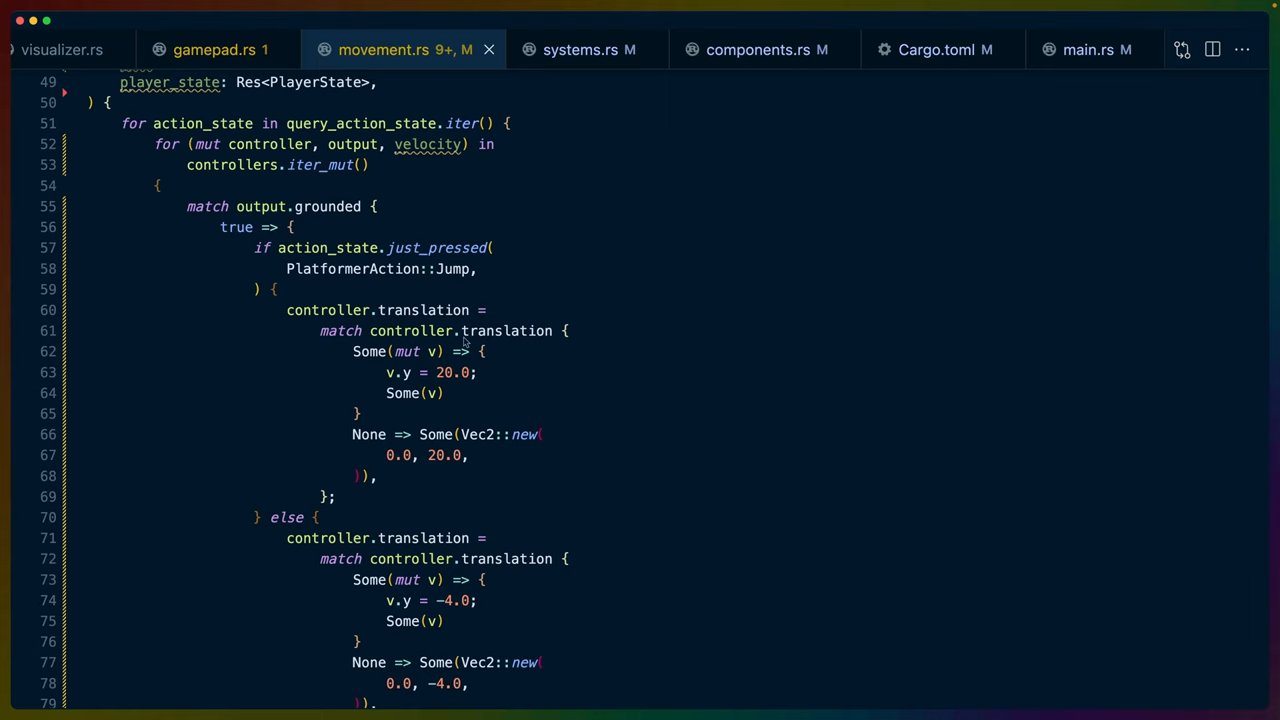 visualizer.rs gamepad.rs 1 movement.rs 9+, M systems.rs M components.rs M Cargo.toml M main.rs M
49 player_state: Res<PlayerState>,
50 ) {
51 for action_state in query_action_state.iter() {
52 for (mut controller, output, velocity) in
53 controllers.iter_mut()
54 {
55 match output.grounded {
56 true => {
57 if action_state.just_pressed(
58 PlatformerAction::Jump,
59 ) {
60 controller.translation =
61 match controller.translation {
62 Some(mut v) => {
63 v.y = 20.0;
64 Some(v)
65 }
66 None => Some(Vec2::new(
67 0.0, 20.0,
68 )),
69 };
70 } else {
71 controller.translation =
72 match controller.translation {
73 Some(mut v) => {
74 v.y = -4.0;
75 Some(v)
76 }
77 None => Some(Vec2::new(
78 0.0, -4.0,
79 )),